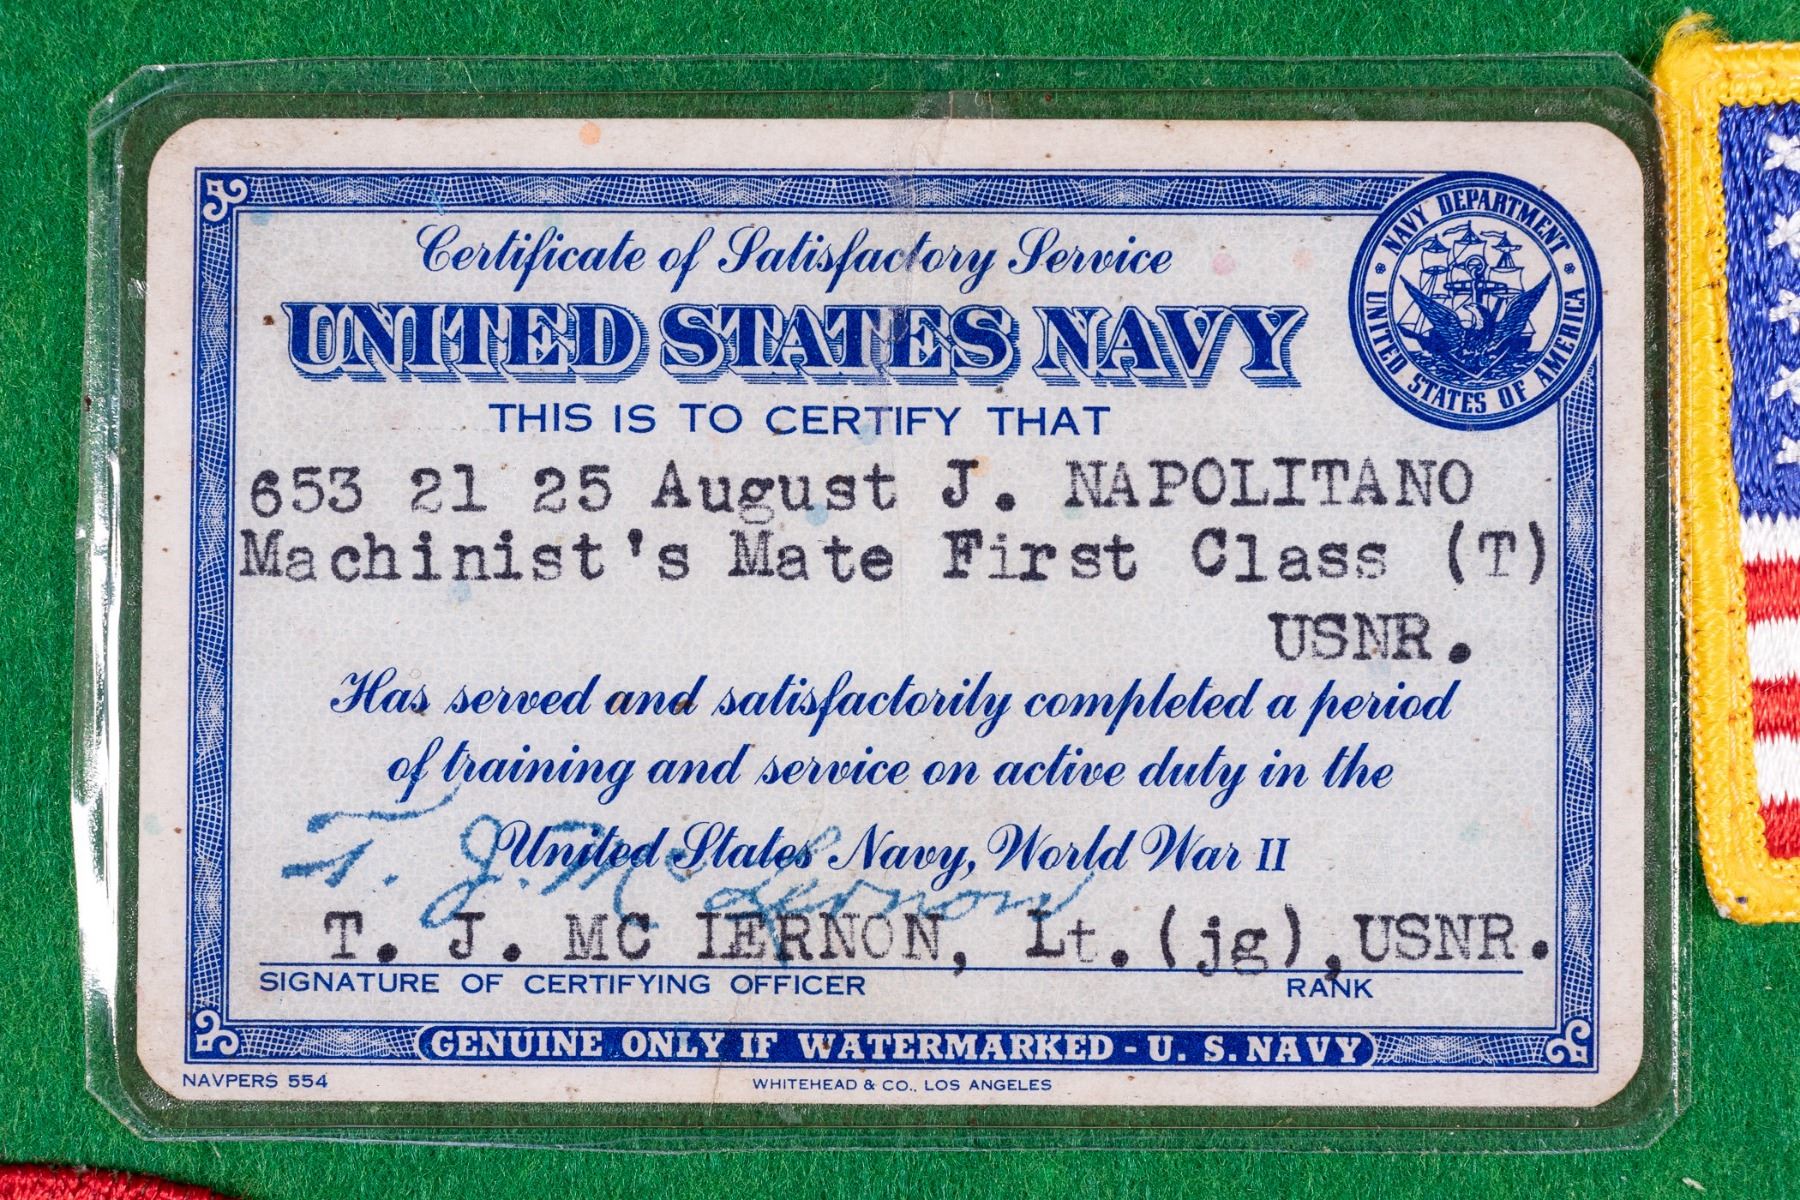 Certificate of Satisfactory Service
UNITED STATES NAVY
NAVY DEPARTMENT
UNITED STATES OF AMERICA
THIS IS TO CERTIFY THAT
653 21 25 August J. NAPOLITANO
Machinist's Mate First Class (T)
USNR.
Has served and satisfactorily completed a period
of training and service on active duty in the
United States Navy, World War II
T. J. McIernon
T. J. MC IERNON, Lt.(jg),USNR.
SIGNATURE OF CERTIFYING OFFICER RANK
GENUINE ONLY IF WATERMARKED - U. S. NAVY
NAVPERS 554 WHITEHEAD & CO., LOS ANGELES